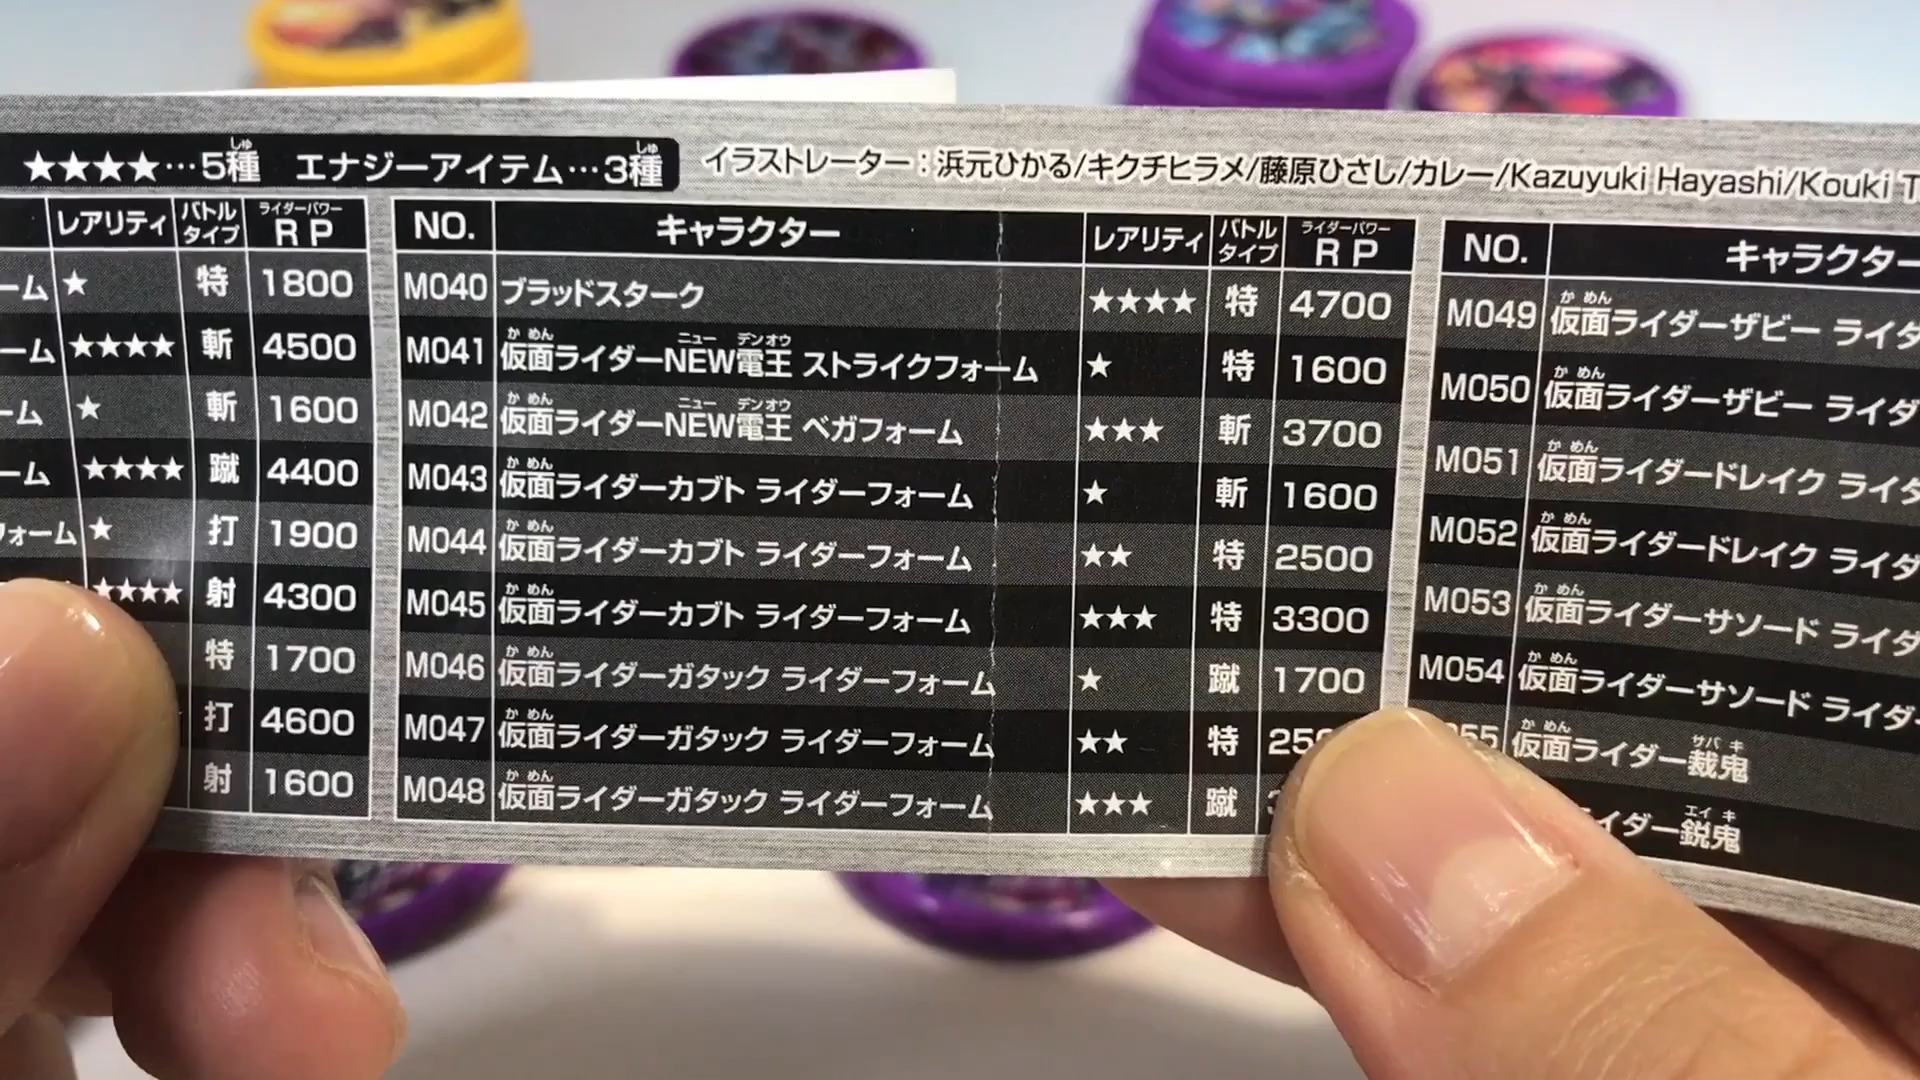 ★★★★…5種 エナジーアイテム…3種 イラストレーター：浜元ひかる/キクチヒラメ/藤原ひさし/カレー/Kazuyuki Hayashi/Kouki T
レアリティ バトルタイプ ライダーパワー RP
ーム ★ 特 1800
ーム ★★★★ 斬 4500
ーム ★ 斬 1600
ーム ★★★★ 蹴 4400
フォーム ★ 打 1900
★★★★ 射 4300
特 1700
打 4600
射 1600
NO. キャラクター レアリティ バトルタイプ ライダーパワー RP
M040 ブラッドスターク ★★★★ 特 4700
M041 仮面ライダーNEW電王 ストライクフォーム ★ 特 1600
M042 仮面ライダーNEW電王 ベガフォーム ★★★ 斬 3700
M043 仮面ライダーカブト ライダーフォーム ★ 斬 1600
M044 仮面ライダーカブト ライダーフォーム ★★ 特 2500
M045 仮面ライダーカブト ライダーフォーム ★★★ 特 3300
M046 仮面ライダーガタック ライダーフォーム ★ 蹴 1700
M047 仮面ライダーガタック ライダーフォーム ★★ 特 25
M048 仮面ライダーガタック ライダーフォーム ★★★ 蹴
NO. キャラクター
M049 仮面ライダーザビー ライダ
M050 仮面ライダーザビー ライダ
M051 仮面ライダードレイク ライダ
M052 仮面ライダードレイク ライダ
M053 仮面ライダーサソード ライダ
M054 仮面ライダーサソード ライダー
55 仮面ライダー裁鬼
イダー鋭鬼